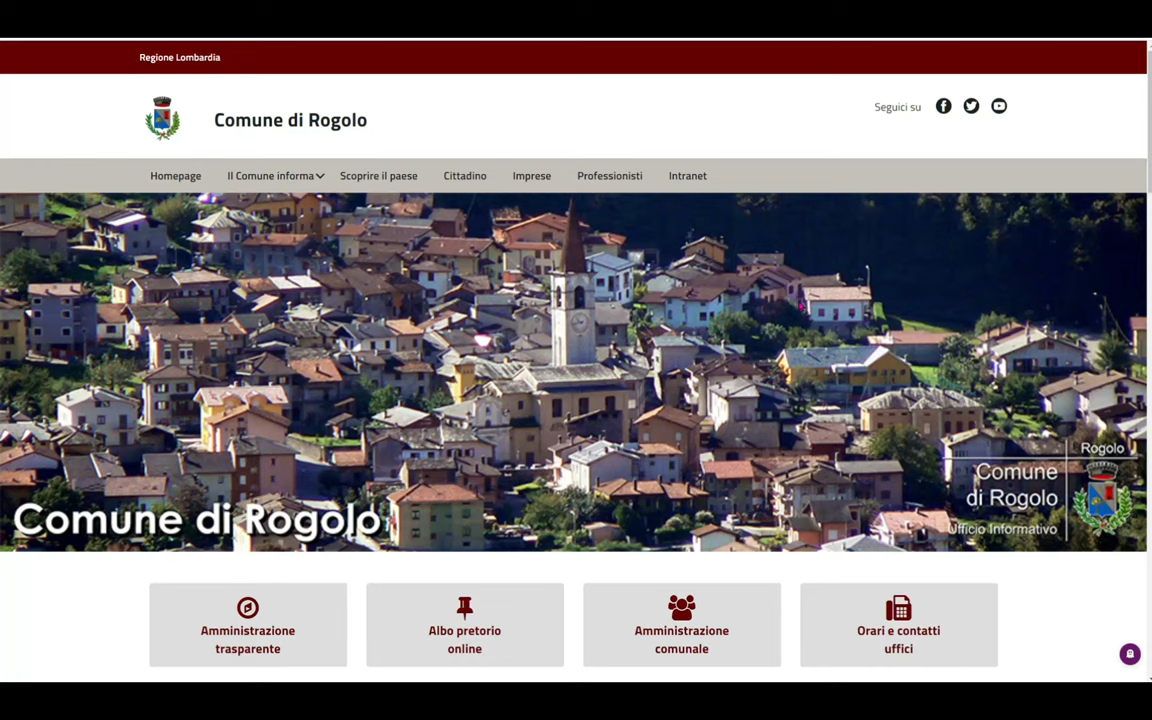 Regione Lombardia
Comune di Rogolo
Seguici su
Homepage Il Comune informa Scoprire il paese Cittadino Imprese Professionisti Intranet
Rogolo
Comune
di Rogolo
Ufficio Informativo
Comune di Rogolo
Amministrazione
trasparente
Albo pretorio
online
Amministrazione
comunale
Orari e contatti
uffici